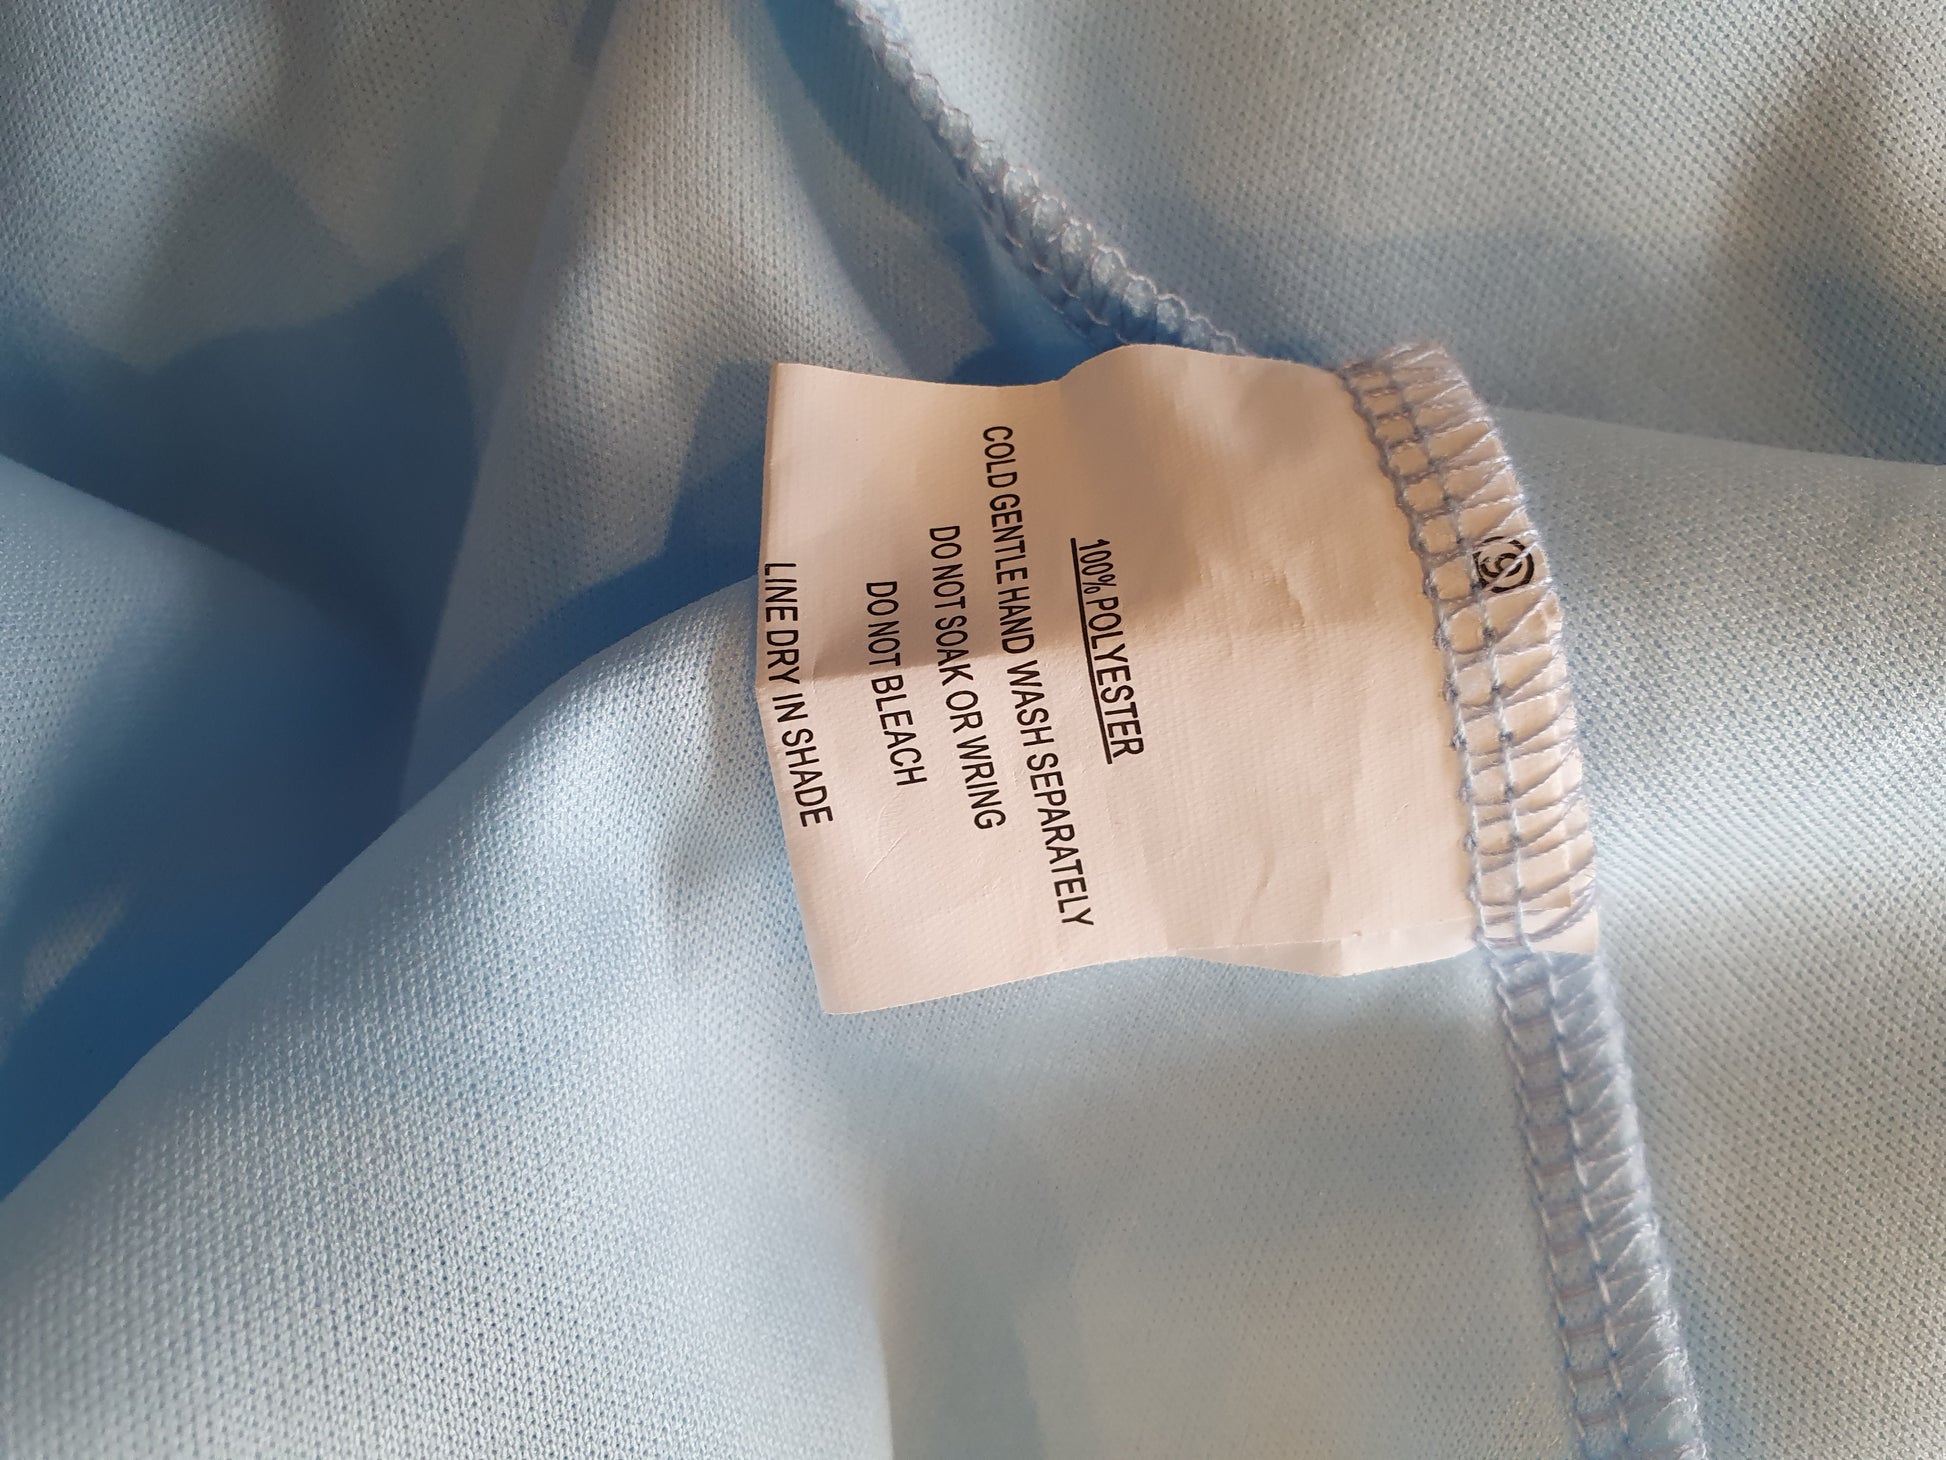 100% POLYESTER
COLD GENTLE HAND WASH SEPARATELY
DO NOT SOAK OR WRING
DO NOT BLEACH
LINE DRY IN SHADE